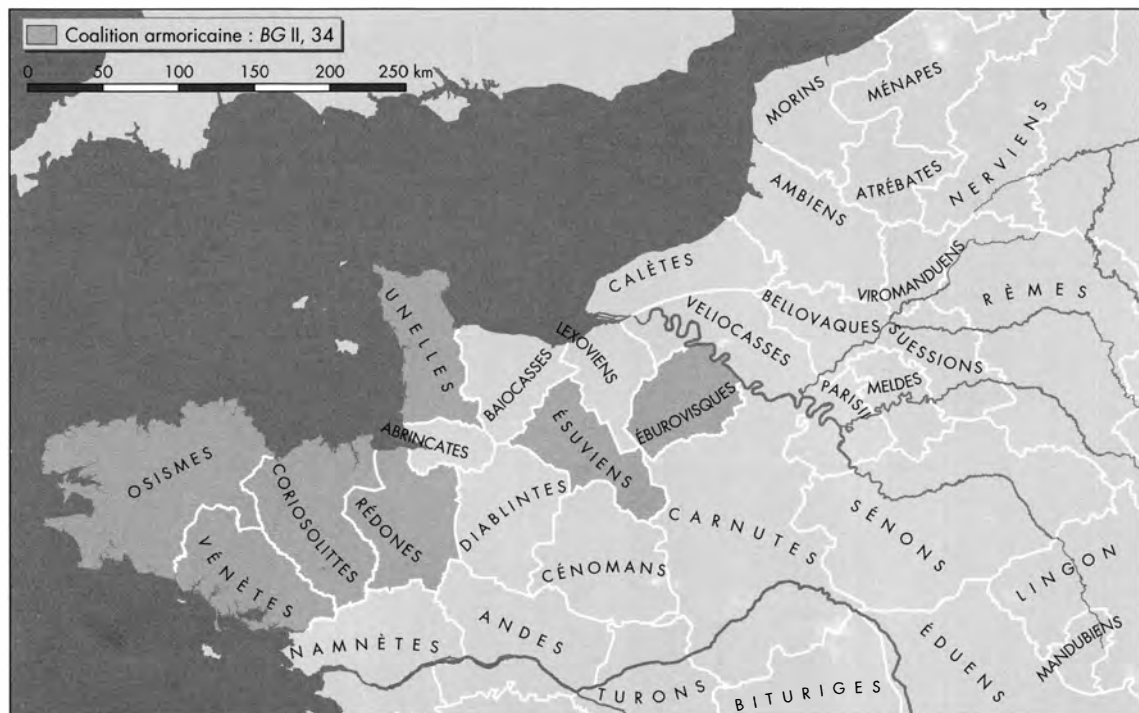 Coalition armoricaine : BG II, 34
0 50 100 150 200 250 km
MORINS
MÉNAPES
ATRÉBATES
NERVIENS
AMBIENS
CALÈTES
VIROMANDUENS
RÈMES
VELIOCASSES
BELLOVAQUES
SUESSIONS
UNELLES
BAIOCASSES
LEXOVIENS
PARISII
MELDES
ÉBUROVISQUES
ÉSUVIENS
ABRINCATES
OSISMES
CORIOSOLITTES
RÉDONES
DIABLINTES
CÉNOMANS
CARNUTES
SÉNONS
VÉNÈTES
LINGON
MANDUBIENS
NAMNÈTES
ANDES
TURONS
BITURIGES
ÉDUENS